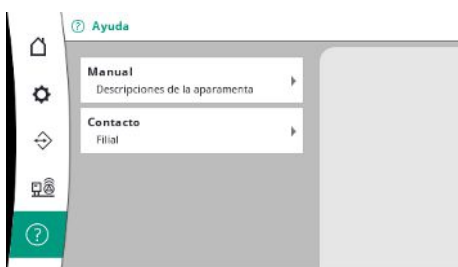 Ayuda
Manual
Descripciones de la aparamenta
Contacto
Filial